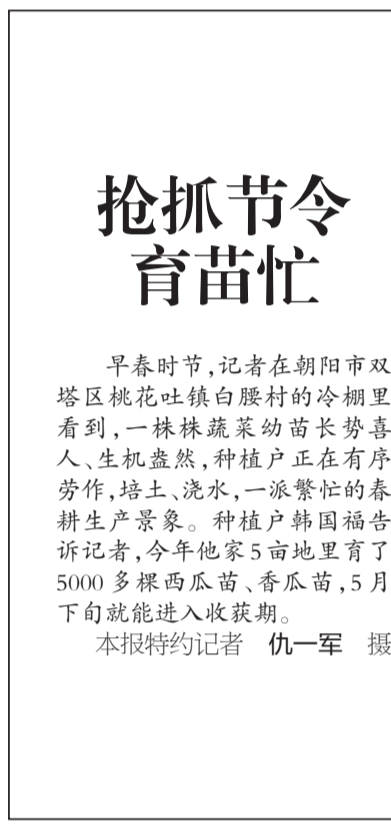 抢抓节令
育苗忙
早春时节,记者在朝阳市双
塔区桃花吐镇白腰村的冷棚里
看到,一株株蔬菜幼苗长势喜
人、生机盎然,种植户正在有序
劳作,培土、浇水,一派繁忙的春
耕生产景象。种植户韩国福告
诉记者,今年他家5亩地里育了
5000多棵西瓜苗、香瓜苗,5月
下旬就能进入收获期。
本报特约记者 仇一军 摄